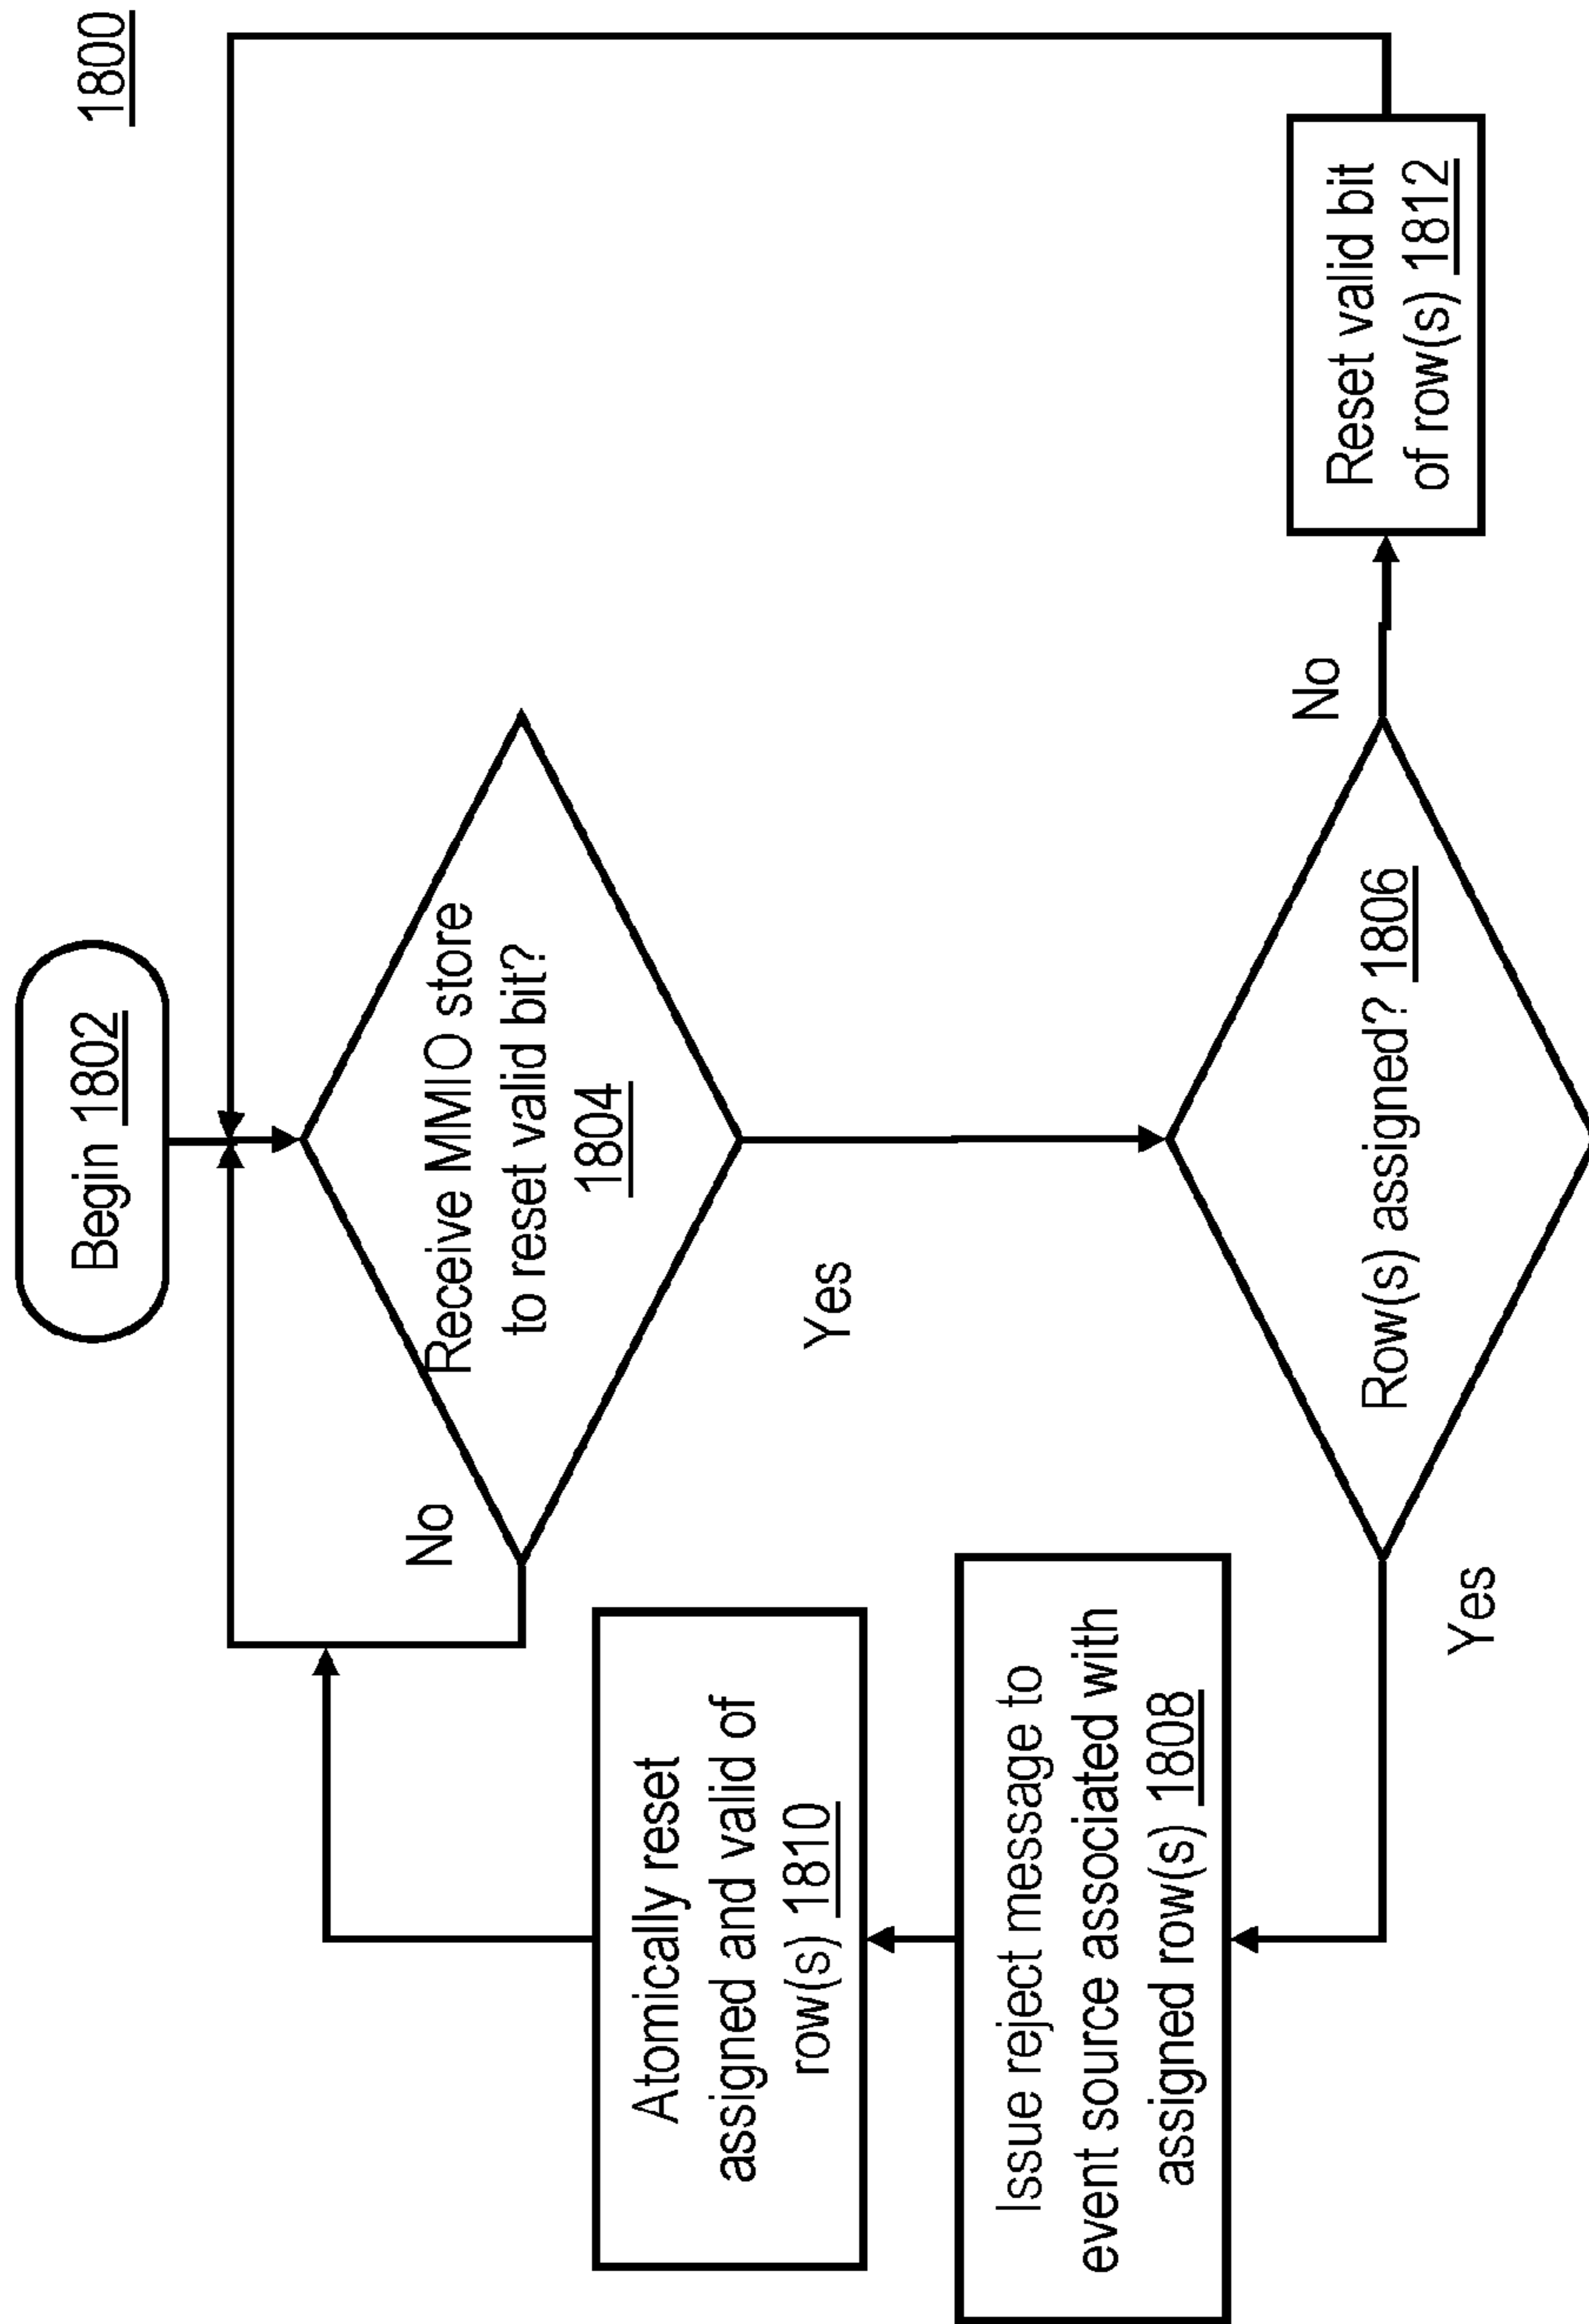 1800
Begin 1802
Receive MMIO store
to reset valid bit?
1804
No
Yes
Row(s) assigned? 1806
No
Yes
Reset valid bit
of row(s) 1812
Issue reject message to
event source associated with
assigned row(s) 1808
Atomically reset
assigned and valid of
row(s) 1810